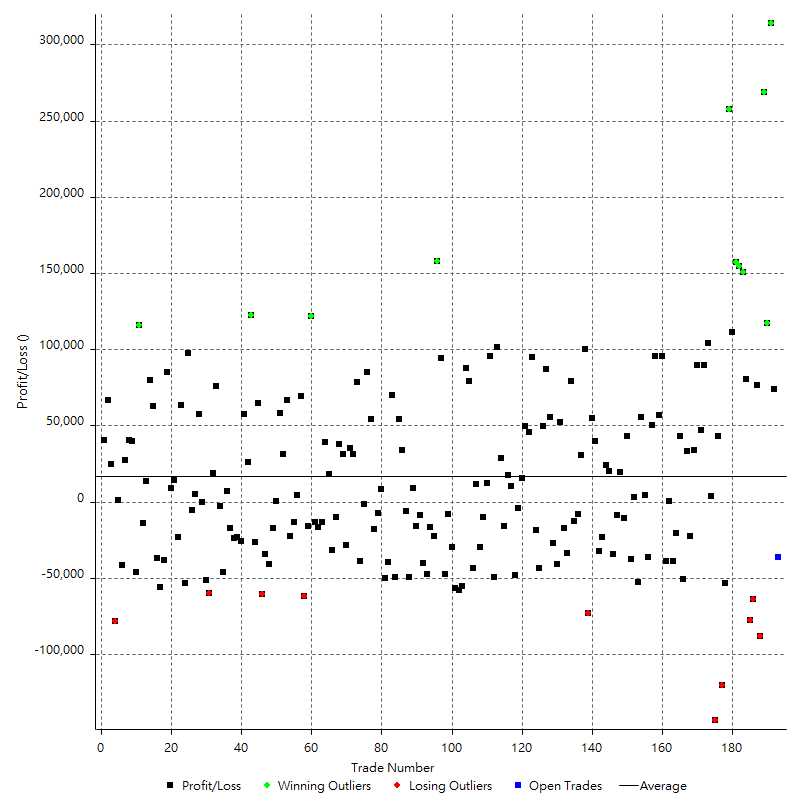 Profit/Loss ()
300,000
250,000
200,000
150,000
100,000
50,000
0
-50,000
-100,000
0 20 40 60 80 100 120 140 160 180
Trade Number
Profit/Loss Winning Outliers Losing Outliers Open Trades Average